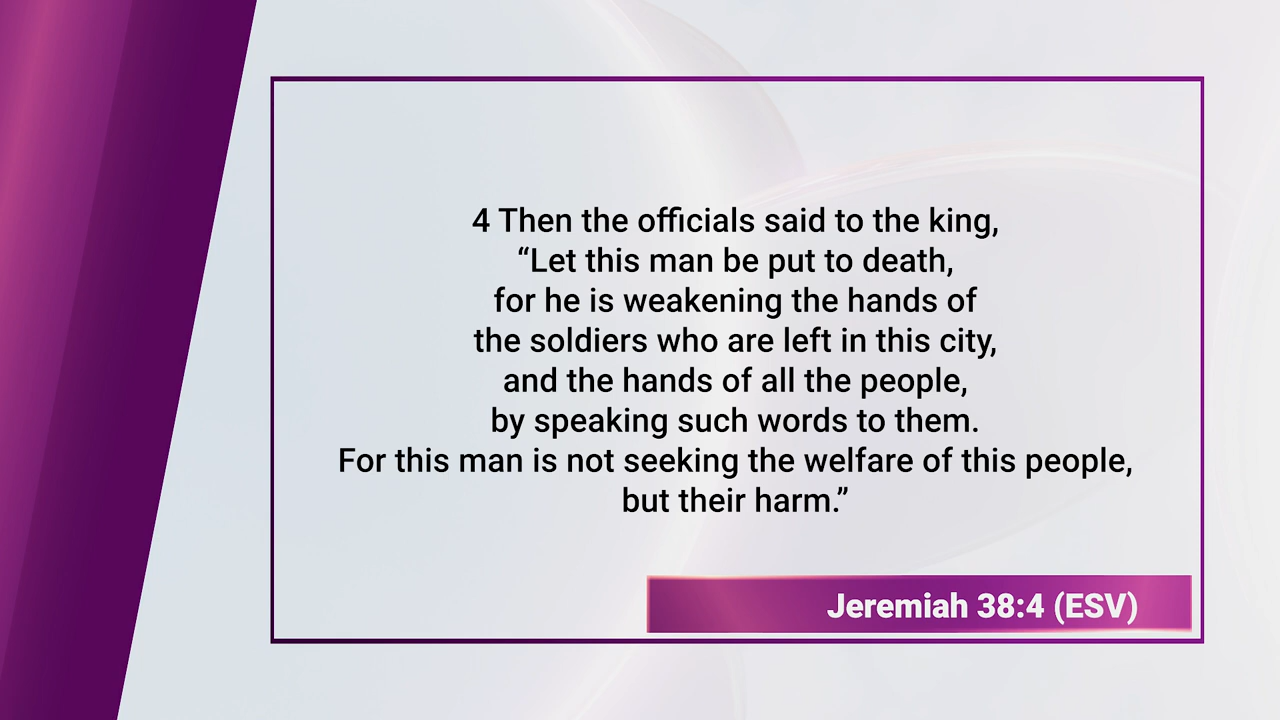 4 Then the officials said to the king,
“Let this man be put to death,
for he is weakening the hands of
the soldiers who are left in this city,
and the hands of all the people,
by speaking such words to them.
For this man is not seeking the welfare of this people,
but their harm.”
Jeremiah 38:4 (ESV)